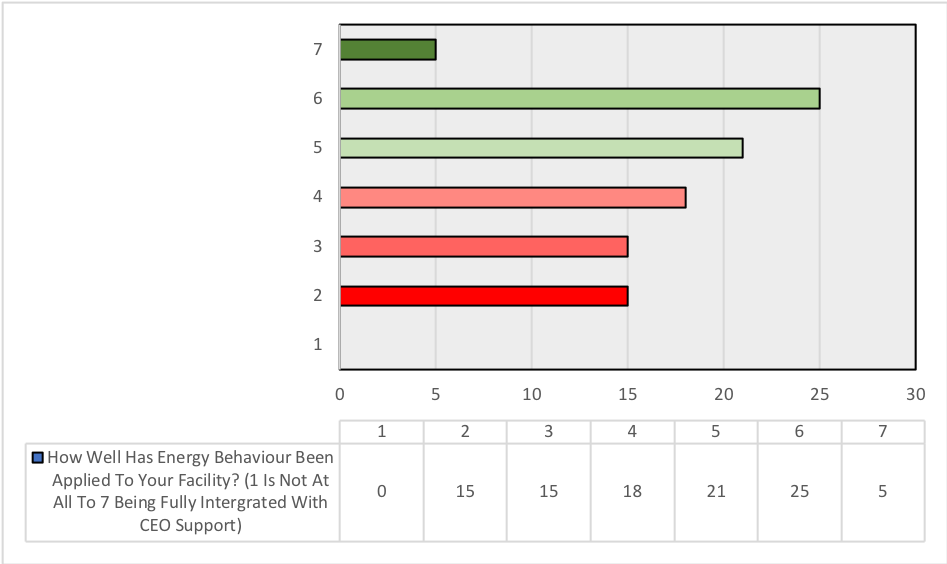 7
6
5
4
3
2
1
0 5 10 15 20 25 30
1 2 3 4 5 6 7
How Well Has Energy Behaviour Been
Applied To Your Facility? (1 Is Not At
All To 7 Being Fully Intergrated With
CEO Support)
0 15 15 18 21 25 5